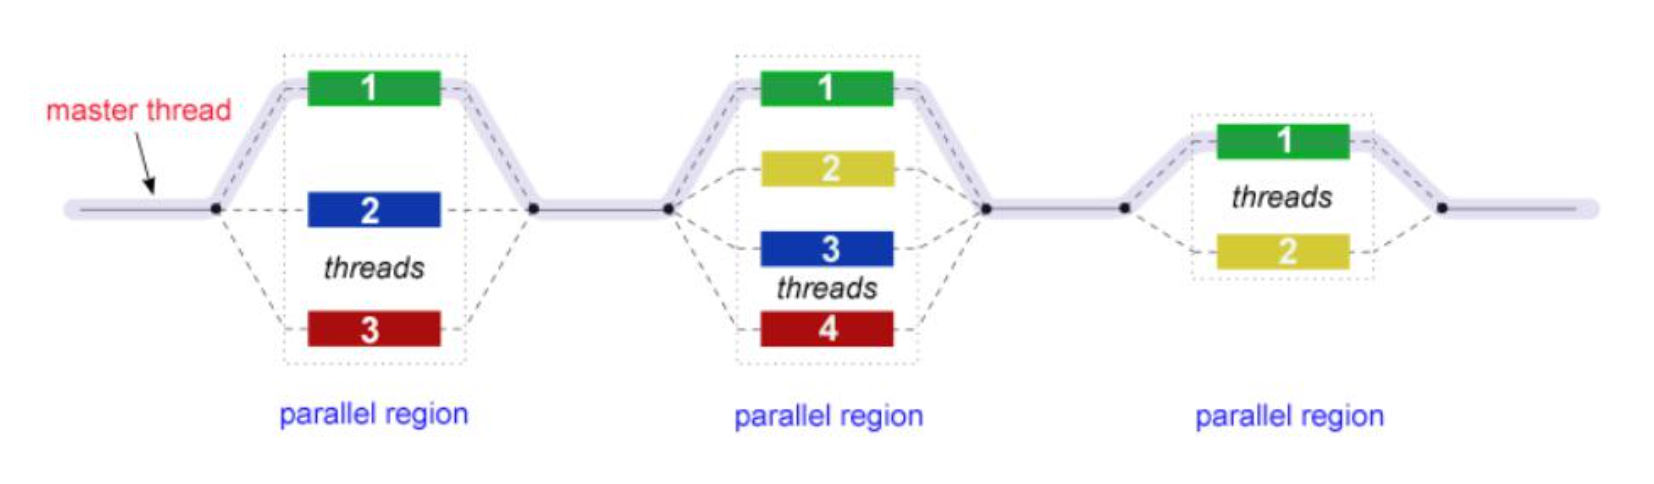 master thread
1
2
threads
3
parallel region
1
2
3
threads
4
parallel region
1
threads
2
parallel region